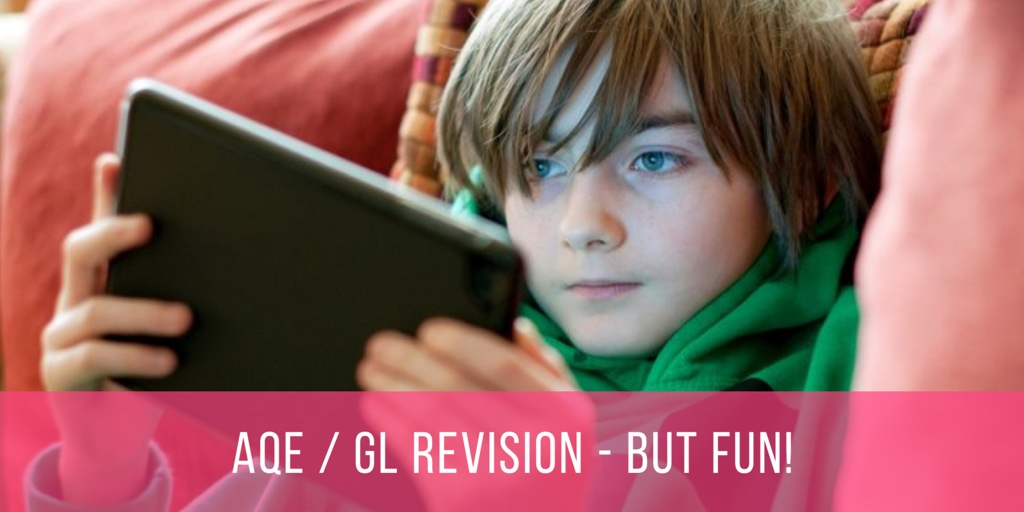 AQE / GL REVISION - BUT FUN!